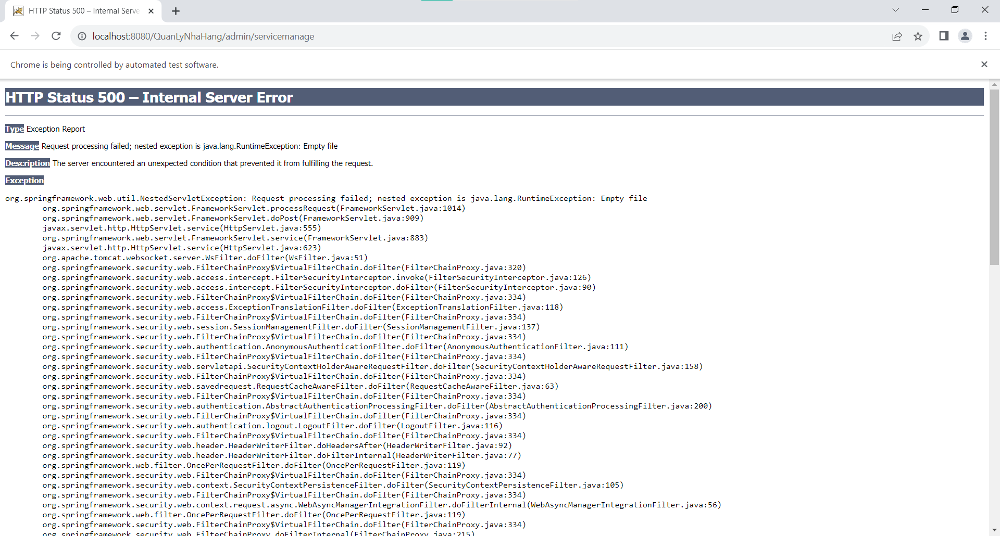 HTTP Status 500 – Internal Serve
localhost:8080/QuanLyNhaHang/admin/servicemanage
Chrome is being controlled by automated test software.
HTTP Status 500 – Internal Server Error
Type Exception Report
Message Request processing failed; nested exception is java.lang.RuntimeException: Empty file
Description The server encountered an unexpected condition that prevented it from fulfilling the request.
Exception
org.springframework.web.util.NestedServletException: Request processing failed; nested exception is java.lang.RuntimeException: Empty file
org.springframework.web.servlet.FrameworkServlet.processRequest(FrameworkServlet.java:1014)
org.springframework.web.servlet.FrameworkServlet.doPost(FrameworkServlet.java:909)
javax.servlet.http.HttpServlet.service(HttpServlet.java:555)
org.springframework.web.servlet.FrameworkServlet.service(FrameworkServlet.java:883)
javax.servlet.http.HttpServlet.service(HttpServlet.java:623)
org.apache.tomcat.websocket.server.WsFilter.doFilter(WsFilter.java:51)
org.springframework.security.web.FilterChainProxy$VirtualFilterChain.doFilter(FilterChainProxy.java:320)
org.springframework.security.web.access.intercept.FilterSecurityInterceptor.invoke(FilterSecurityInterceptor.java:126)
org.springframework.security.web.access.intercept.FilterSecurityInterceptor.doFilter(FilterSecurityInterceptor.java:90)
org.springframework.security.web.FilterChainProxy$VirtualFilterChain.doFilter(FilterChainProxy.java:334)
org.springframework.security.web.access.ExceptionTranslationFilter.doFilter(ExceptionTranslationFilter.java:118)
org.springframework.security.web.FilterChainProxy$VirtualFilterChain.doFilter(FilterChainProxy.java:334)
org.springframework.security.web.session.SessionManagementFilter.doFilter(SessionManagementFilter.java:137)
org.springframework.security.web.FilterChainProxy$VirtualFilterChain.doFilter(FilterChainProxy.java:334)
org.springframework.security.web.authentication.AnonymousAuthenticationFilter.doFilter(AnonymousAuthenticationFilter.java:111)
org.springframework.security.web.FilterChainProxy$VirtualFilterChain.doFilter(FilterChainProxy.java:334)
org.springframework.security.web.servletapi.SecurityContextHolderAwareRequestFilter.doFilter(SecurityContextHolderAwareRequestFilter.java:158)
org.springframework.security.web.FilterChainProxy$VirtualFilterChain.doFilter(FilterChainProxy.java:334)
org.springframework.security.web.savedrequest.RequestCacheAwareFilter.doFilter(RequestCacheAwareFilter.java:63)
org.springframework.security.web.FilterChainProxy$VirtualFilterChain.doFilter(FilterChainProxy.java:334)
org.springframework.security.web.authentication.AbstractAuthenticationProcessingFilter.doFilter(AbstractAuthenticationProcessingFilter.java:200)
org.springframework.security.web.FilterChainProxy$VirtualFilterChain.doFilter(FilterChainProxy.java:334)
org.springframework.security.web.authentication.logout.LogoutFilter.doFilter(LogoutFilter.java:116)
org.springframework.security.web.FilterChainProxy$VirtualFilterChain.doFilter(FilterChainProxy.java:334)
org.springframework.security.web.header.HeaderWriterFilter.doHeadersAfter(HeaderWriterFilter.java:92)
org.springframework.security.web.header.HeaderWriterFilter.doFilterInternal(HeaderWriterFilter.java:77)
org.springframework.web.filter.OncePerRequestFilter.doFilter(OncePerRequestFilter.java:119)
org.springframework.security.web.FilterChainProxy$VirtualFilterChain.doFilter(FilterChainProxy.java:334)
org.springframework.security.web.context.SecurityContextPersistenceFilter.doFilter(SecurityContextPersistenceFilter.java:105)
org.springframework.security.web.FilterChainProxy$VirtualFilterChain.doFilter(FilterChainProxy.java:334)
org.springframework.security.web.context.request.async.WebAsyncManagerIntegrationFilter.doFilterInternal(WebAsyncManagerIntegrationFilter.java:56)
org.springframework.web.filter.OncePerRequestFilter.doFilter(OncePerRequestFilter.java:119)
org.springframework.security.web.FilterChainProxy$VirtualFilterChain.doFilter(FilterChainProxy.java:334)
org.springframework.security.web.FilterChainProxy.doFilterInternal(FilterChainProxy.java:215)